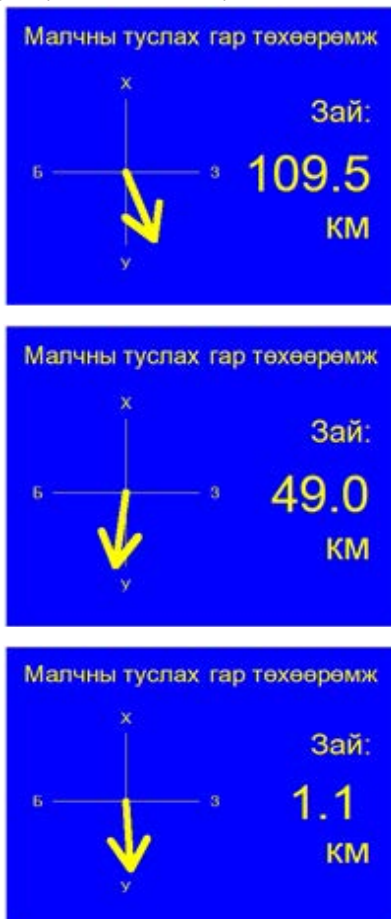 Малчны туслах гар төхөөрөмж
Х
Зай:
Б
З
109.5
км
У
Малчны туслах гар төхөөрөмж
Х
Зай:
Б
З
49.0
км
У
Малчны туслах гар төхөөрөмж
Х
Зай:
Б
З
1.1
км
У